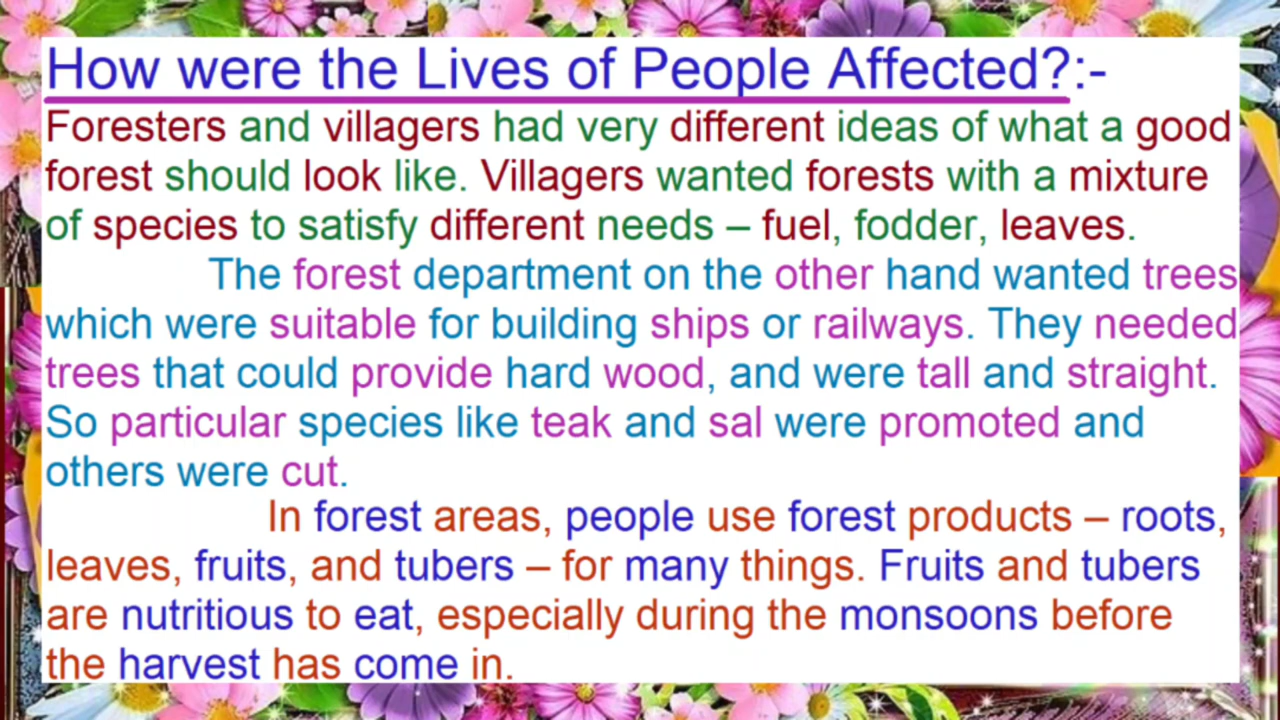 How were the Lives of People Affected?:-
Foresters and villagers had very different ideas of what a good
forest should look like. Villagers wanted forests with a mixture
of species to satisfy different needs – fuel, fodder, leaves.
The forest department on the other hand wanted trees
which were suitable for building ships or railways. They needed
trees that could provide hard wood, and were tall and straight.
So particular species like teak and sal were promoted and
others were cut.
In forest areas, people use forest products – roots,
leaves, fruits, and tubers – for many things. Fruits and tubers
are nutritious to eat, especially during the monsoons before
the harvest has come in.